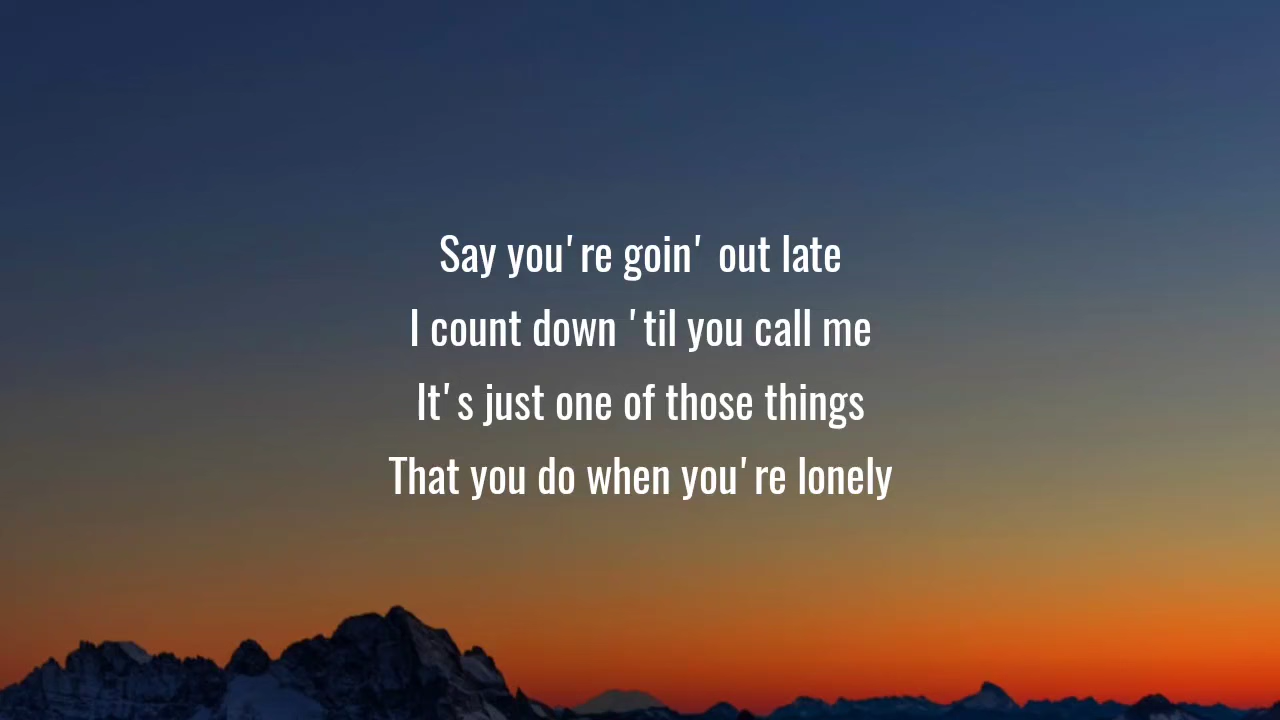 Say you're goin' out late
I count down 'til you call me
It's just one of those things
That you do when you're lonely